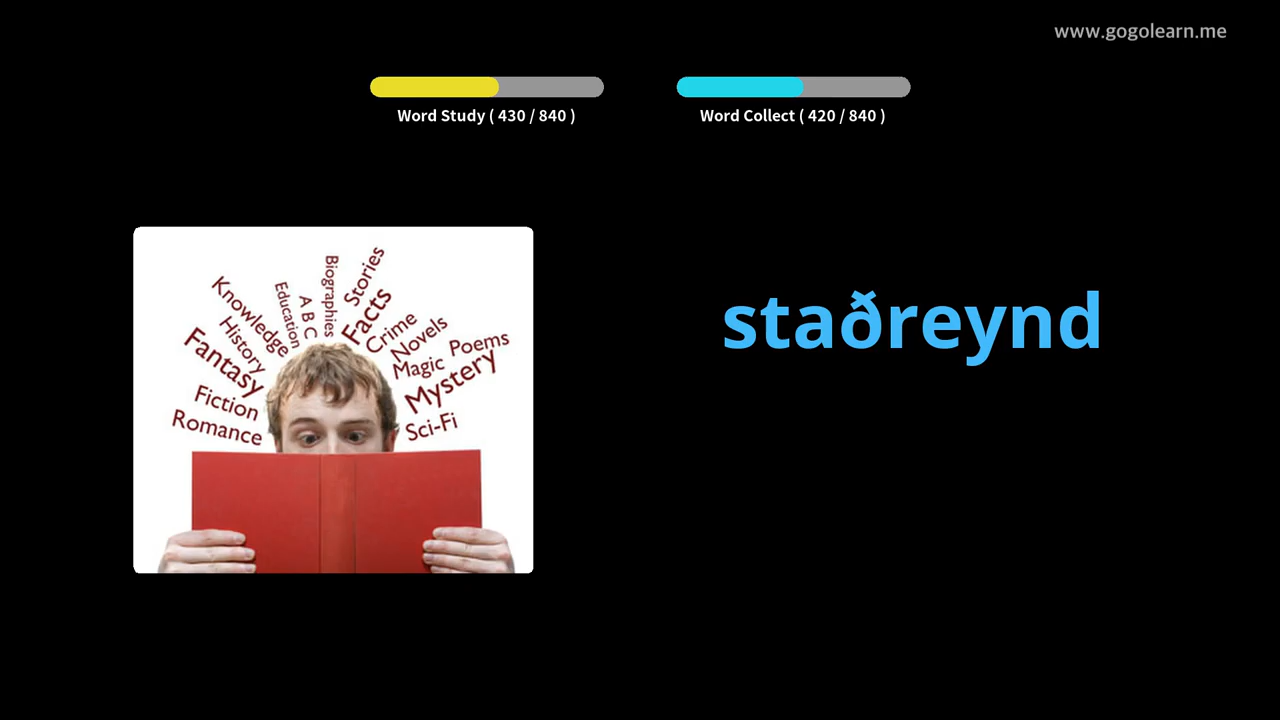 www.gogolearn.me
Word Study ( 430 / 840 )
Word Collect ( 420 / 840 )
Romance
Fiction
Fantasy
History
Knowledge
Education
A B C
Biographies
Stories
Facts
Crime
Novels
Magic
Poems
Mystery
Sci-Fi
staðreynd